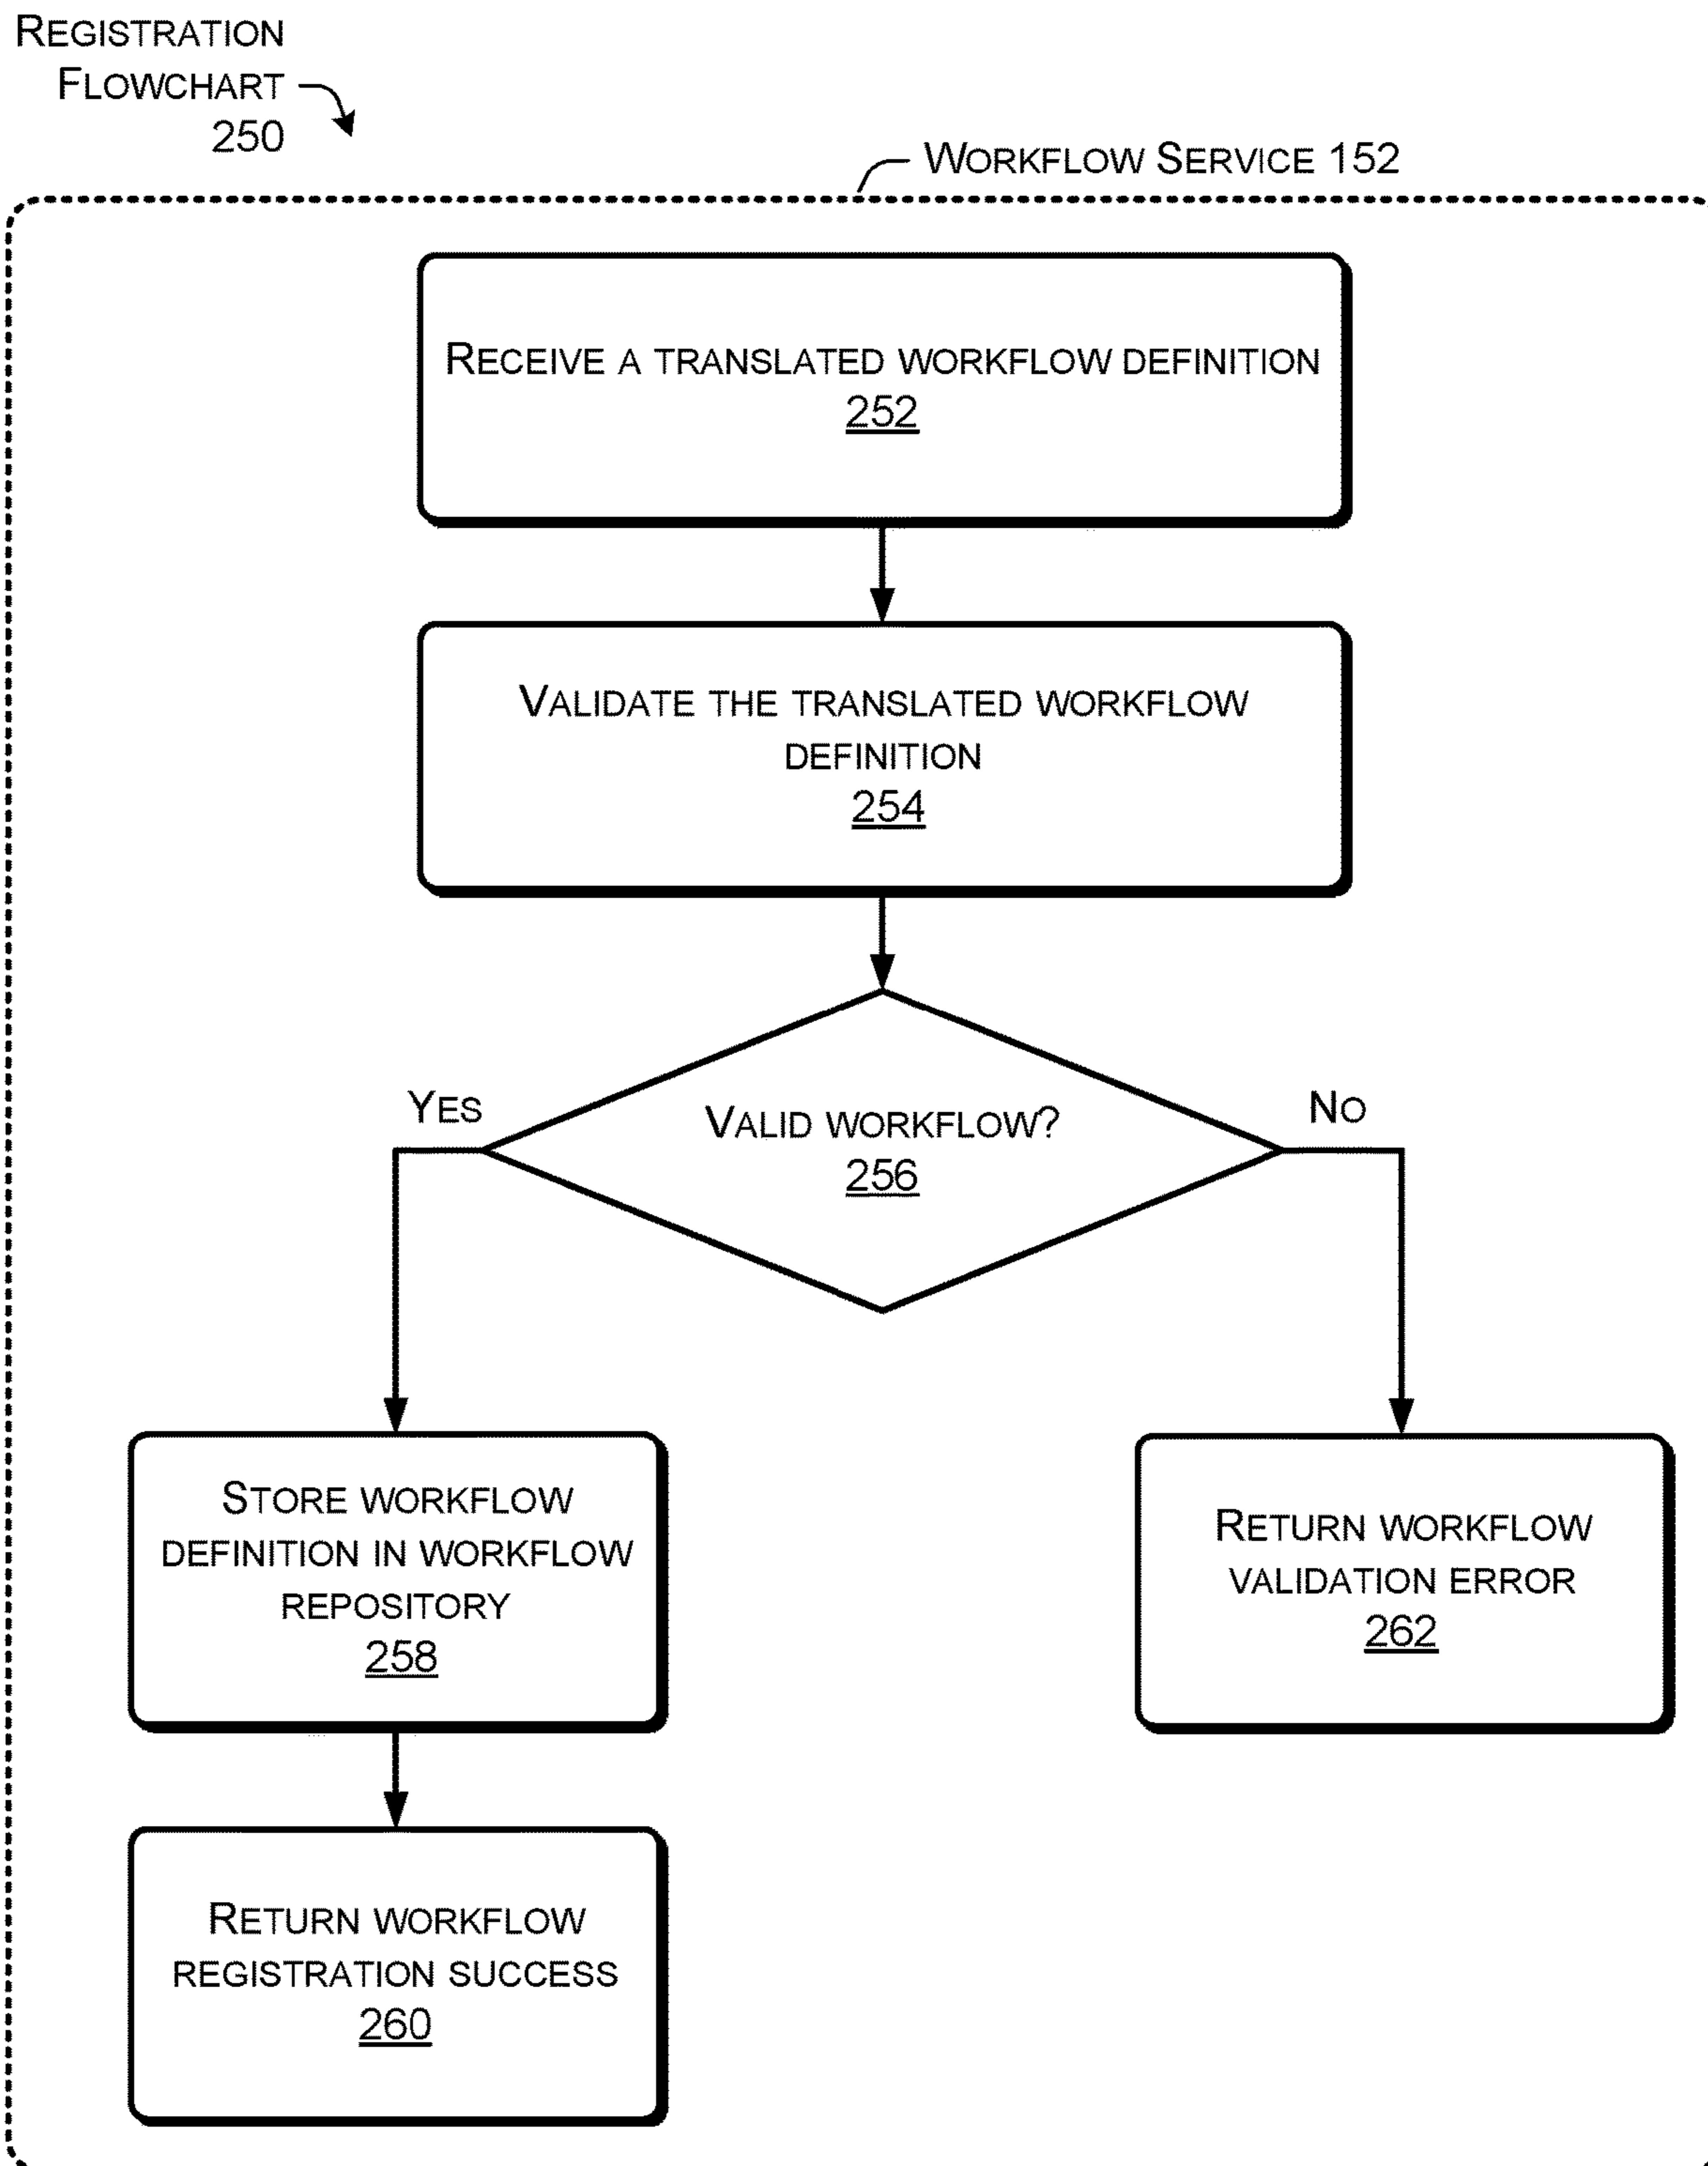 REGISTRATION
FLOWCHART
250
WORKFLOW SERVICE 152
RECEIVE A TRANSLATED WORKFLOW DEFINITION
252
VALIDATE THE TRANSLATED WORKFLOW
DEFINITION
254
YES
VALID WORKFLOW?
NO
256
STORE WORKFLOW
DEFINITION IN WORKFLOW
REPOSITORY
258
RETURN WORKFLOW
VALIDATION ERROR
262
RETURN WORKFLOW
REGISTRATION SUCCESS
260